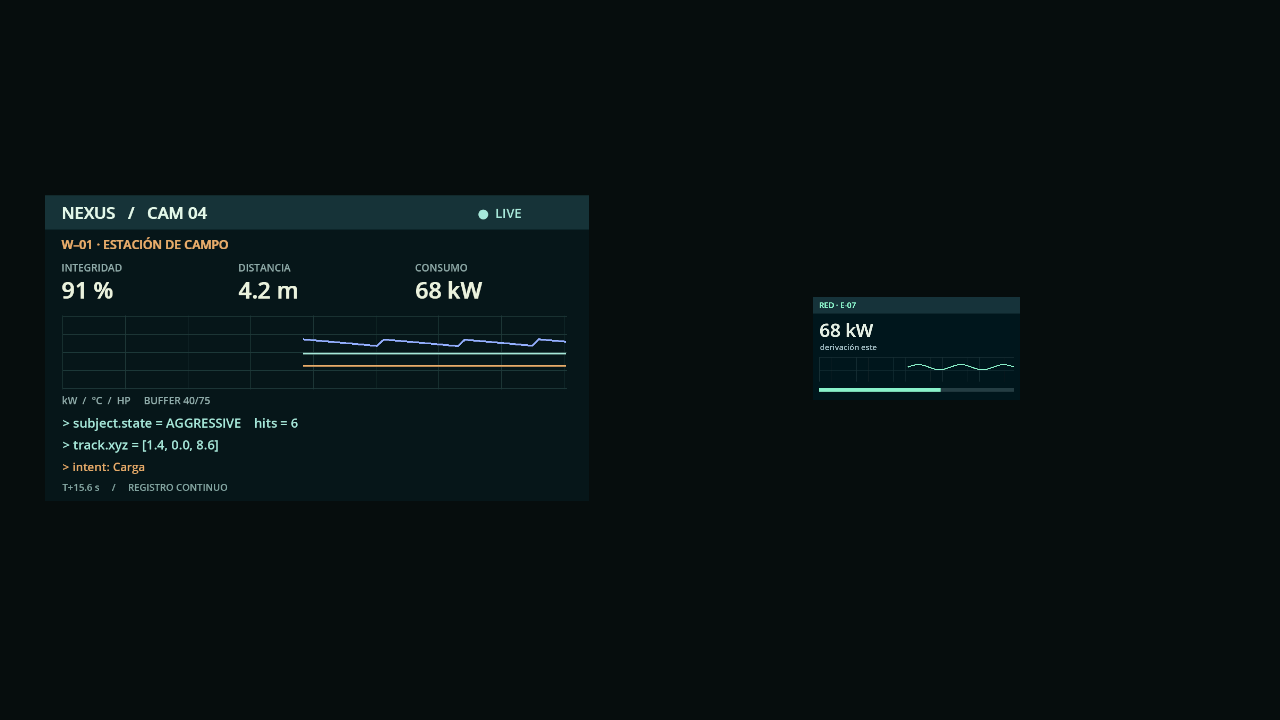 NEXUS / CAM 04
LIVE
W-01 · ESTACIÓN DE CAMPO
INTEGRIDAD DISTANCIA CONSUMO
91 % 4.2 m 68 kW
kW / °C / HP BUFFER 40/75
> subject.state = AGGRESSIVE hits = 6
> track.xyz = [1.4, 0.0, 8.6]
> intent: Carga
T+15.6 s / REGISTRO CONTINUO
RED · E-07
68 kW
derivación este